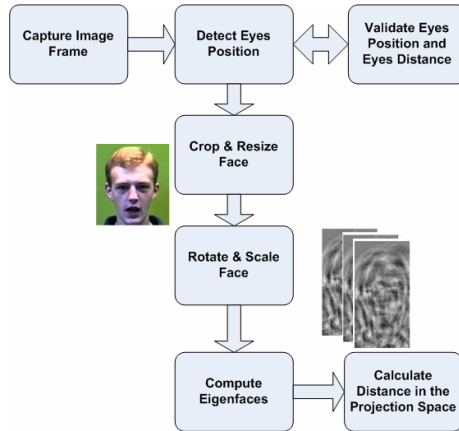 Capture Image
Frame
Detect Eyes
Position
Validate Eyes
Position and
Eyes Distance
Crop & Resize
Face
Rotate & Scale
Face
Compute
Eigenfaces
Calculate
Distance in the
Projection Space